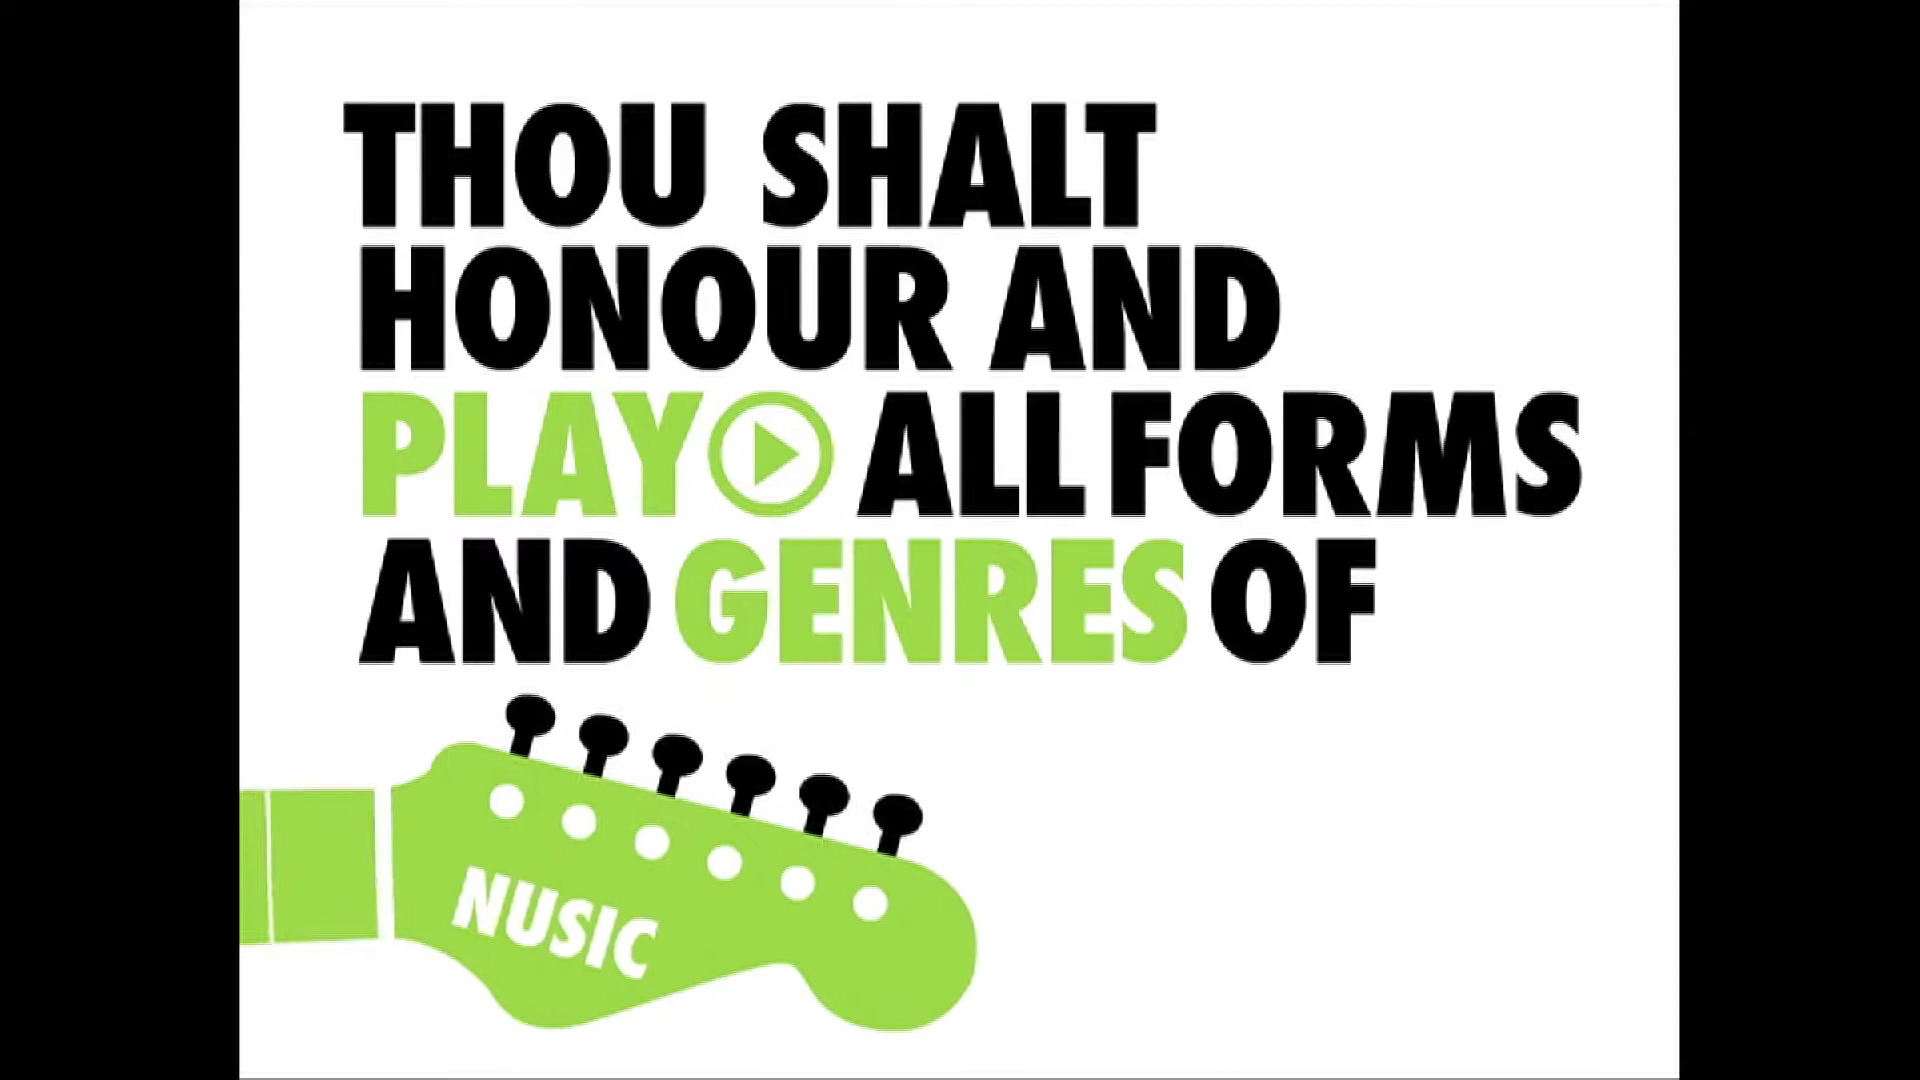 THOU SHALT
HONOUR AND
PLAY ALL FORMS
AND GENRES OF
NUSIC